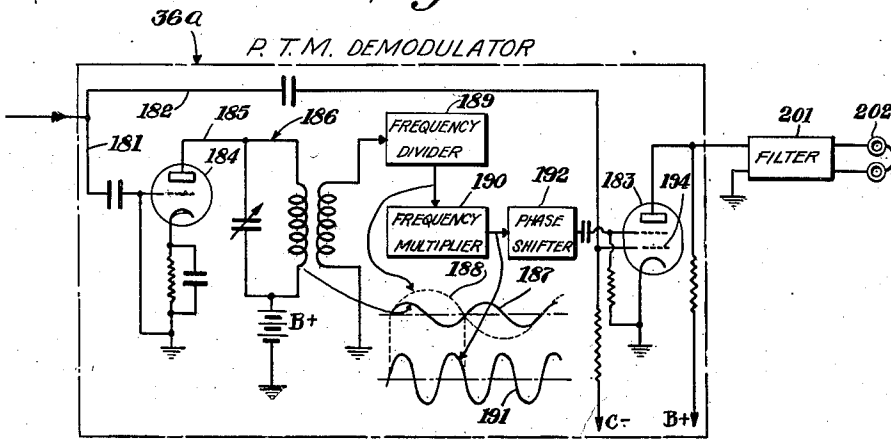 36a
P. T. M. DEMODULATOR
182
181
185
184
186
189
FREQUENCY DIVIDER
190
FREQUENCY MULTIPLIER
192
PHASE SHIFTER
183
194
201
FILTER
202
188
187
B+
191
C-
B+